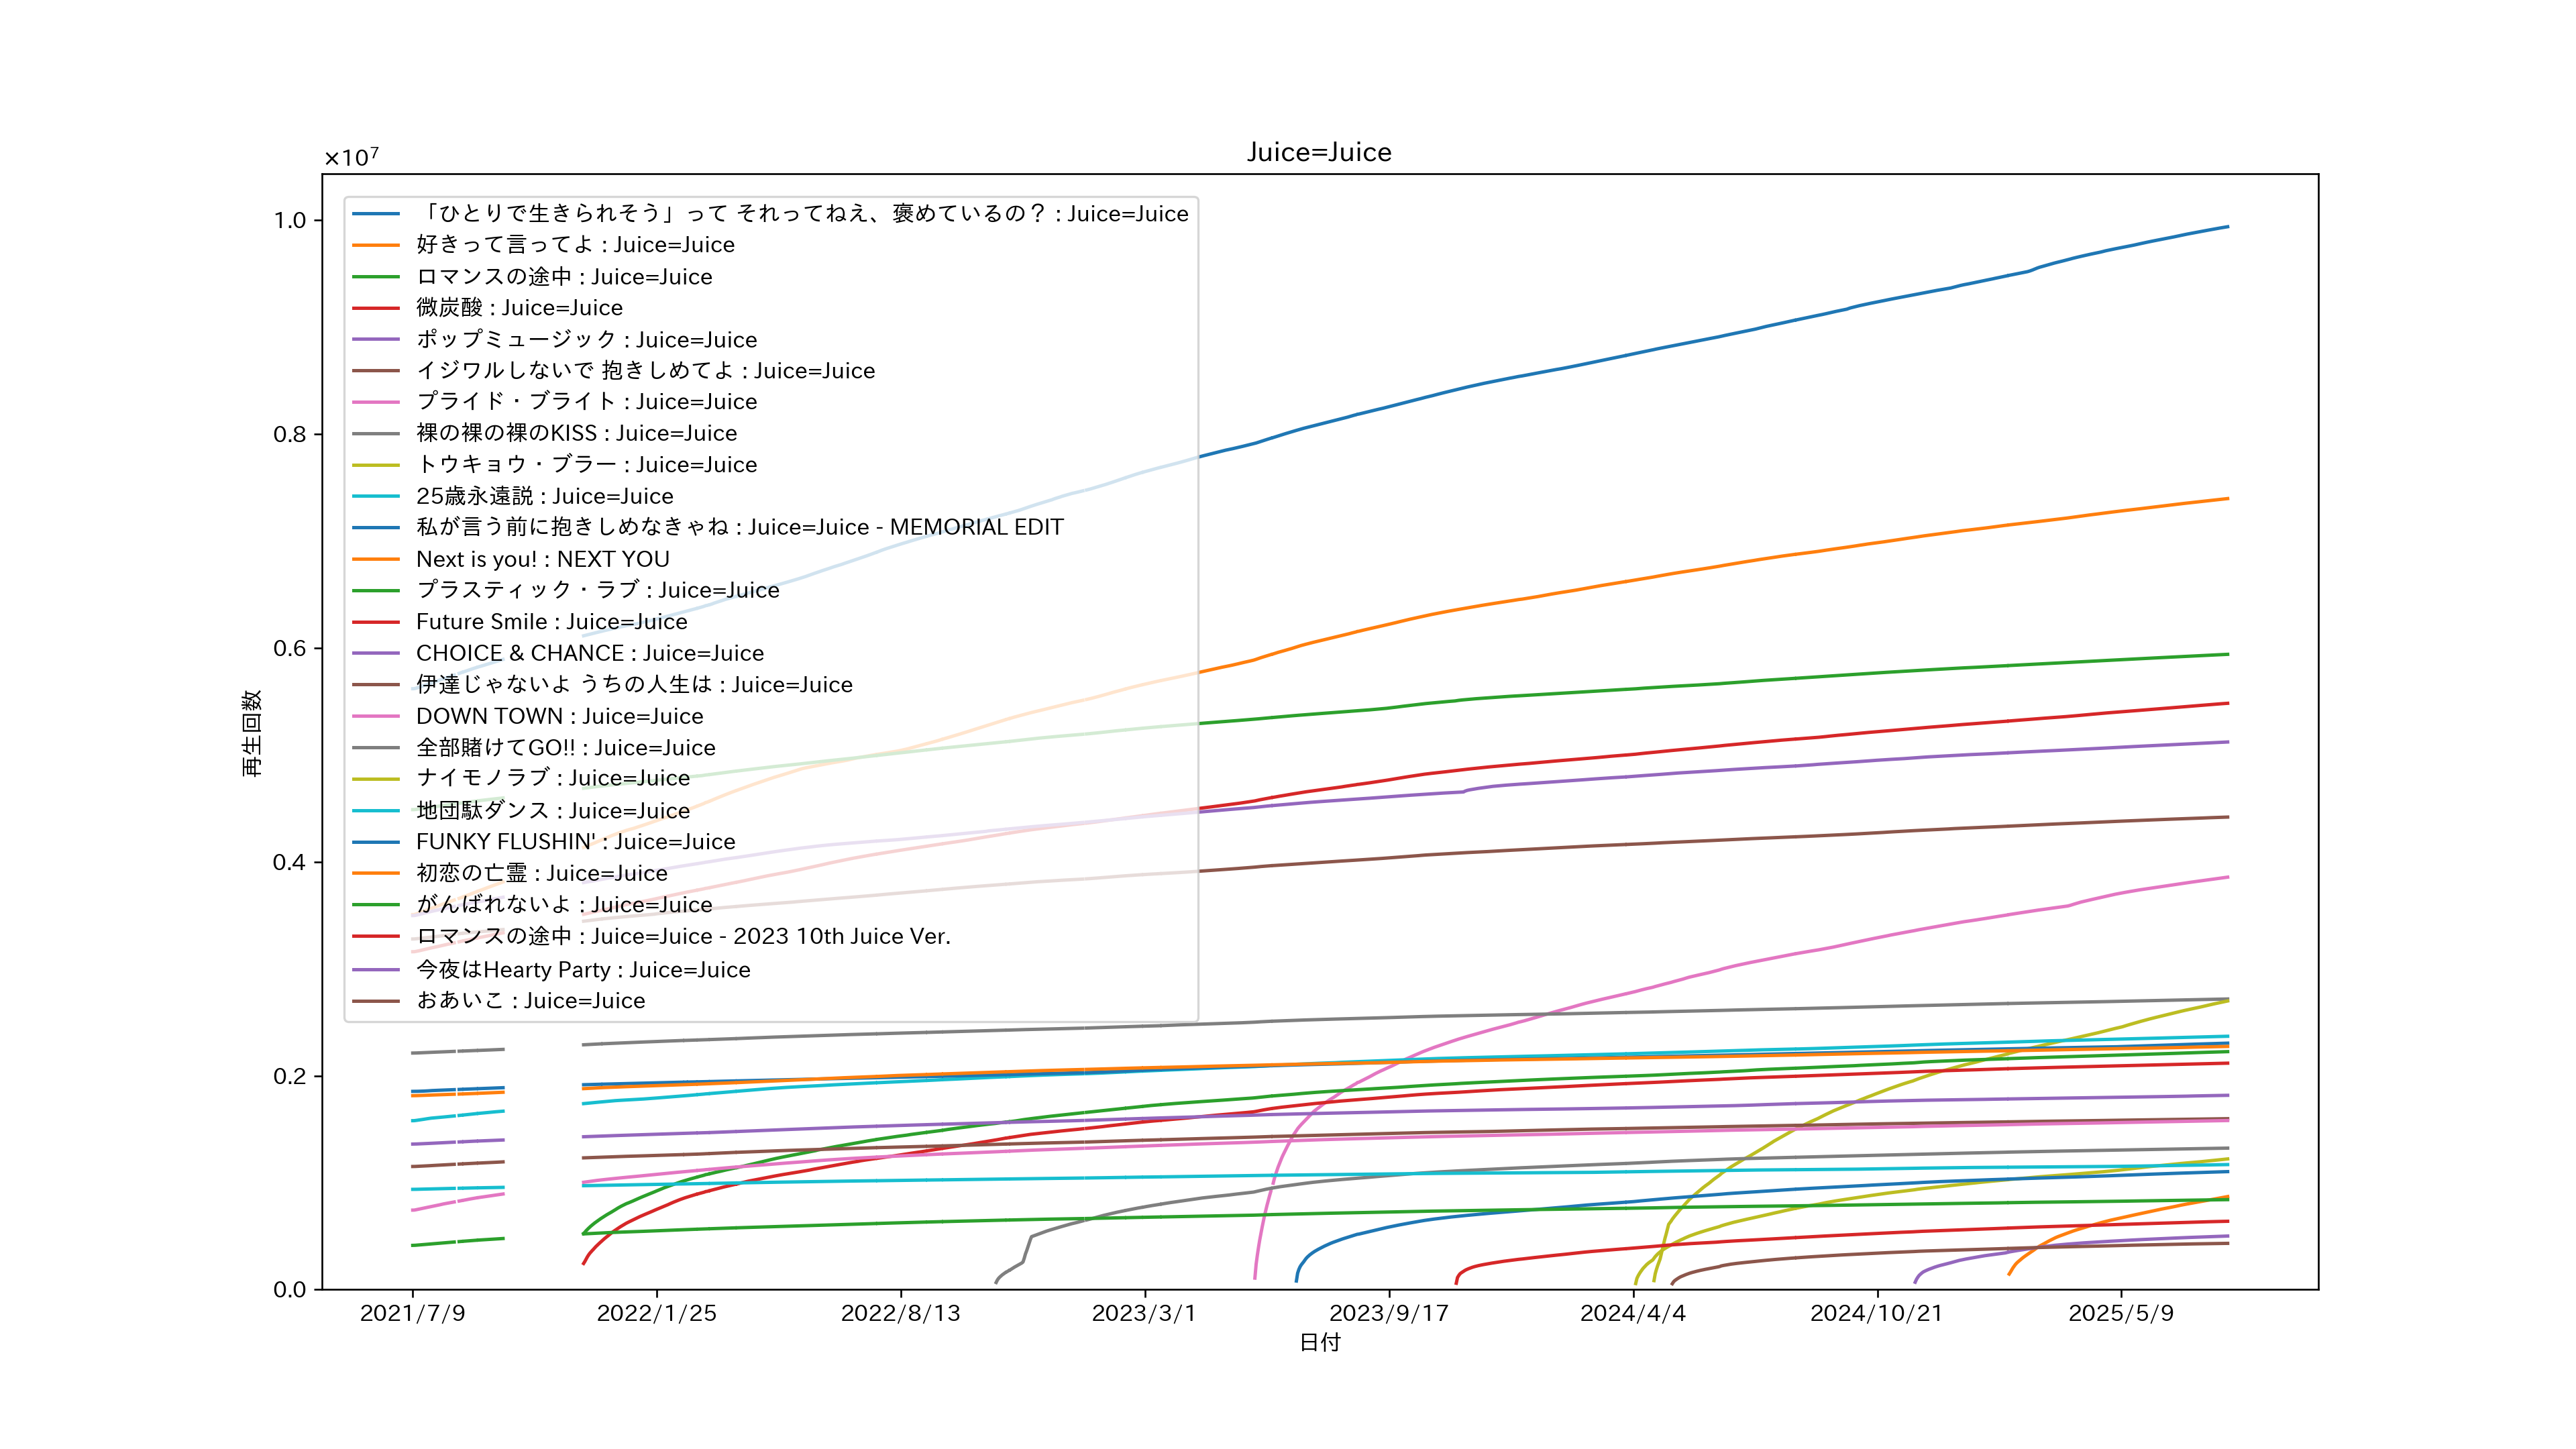 Juice=Juice
×10⁷
1.0
0.8
0.6
0.4
0.2
0.0
再生回数
「ひとりで生きられそう」って それってねえ、褒めているの？ : Juice=Juice
好きって言ってよ : Juice=Juice
ロマンスの途中 : Juice=Juice
微炭酸 : Juice=Juice
ポップミュージック : Juice=Juice
イジワルしないで 抱きしめてよ : Juice=Juice
プライド・ブライト : Juice=Juice
裸の裸の裸のKISS : Juice=Juice
トウキョウ・ブラー : Juice=Juice
25歳永遠説 : Juice=Juice
私が言う前に抱きしめなきゃね : Juice=Juice - MEMORIAL EDIT
Next is you! : NEXT YOU
プラスティック・ラブ : Juice=Juice
Future Smile : Juice=Juice
CHOICE & CHANCE : Juice=Juice
伊達じゃないよ うちの人生は : Juice=Juice
DOWN TOWN : Juice=Juice
全部賭けてGO!! : Juice=Juice
ナイモノラブ : Juice=Juice
地団駄ダンス : Juice=Juice
FUNKY FLUSHIN' : Juice=Juice
初恋の亡霊 : Juice=Juice
がんばれないよ : Juice=Juice
ロマンスの途中 : Juice=Juice - 2023 10th Juice Ver.
今夜はHearty Party : Juice=Juice
おあいこ : Juice=Juice
2021/7/9 2022/1/25 2022/8/13 2023/3/1 2023/9/17 2024/4/4 2024/10/21 2025/5/9
日付